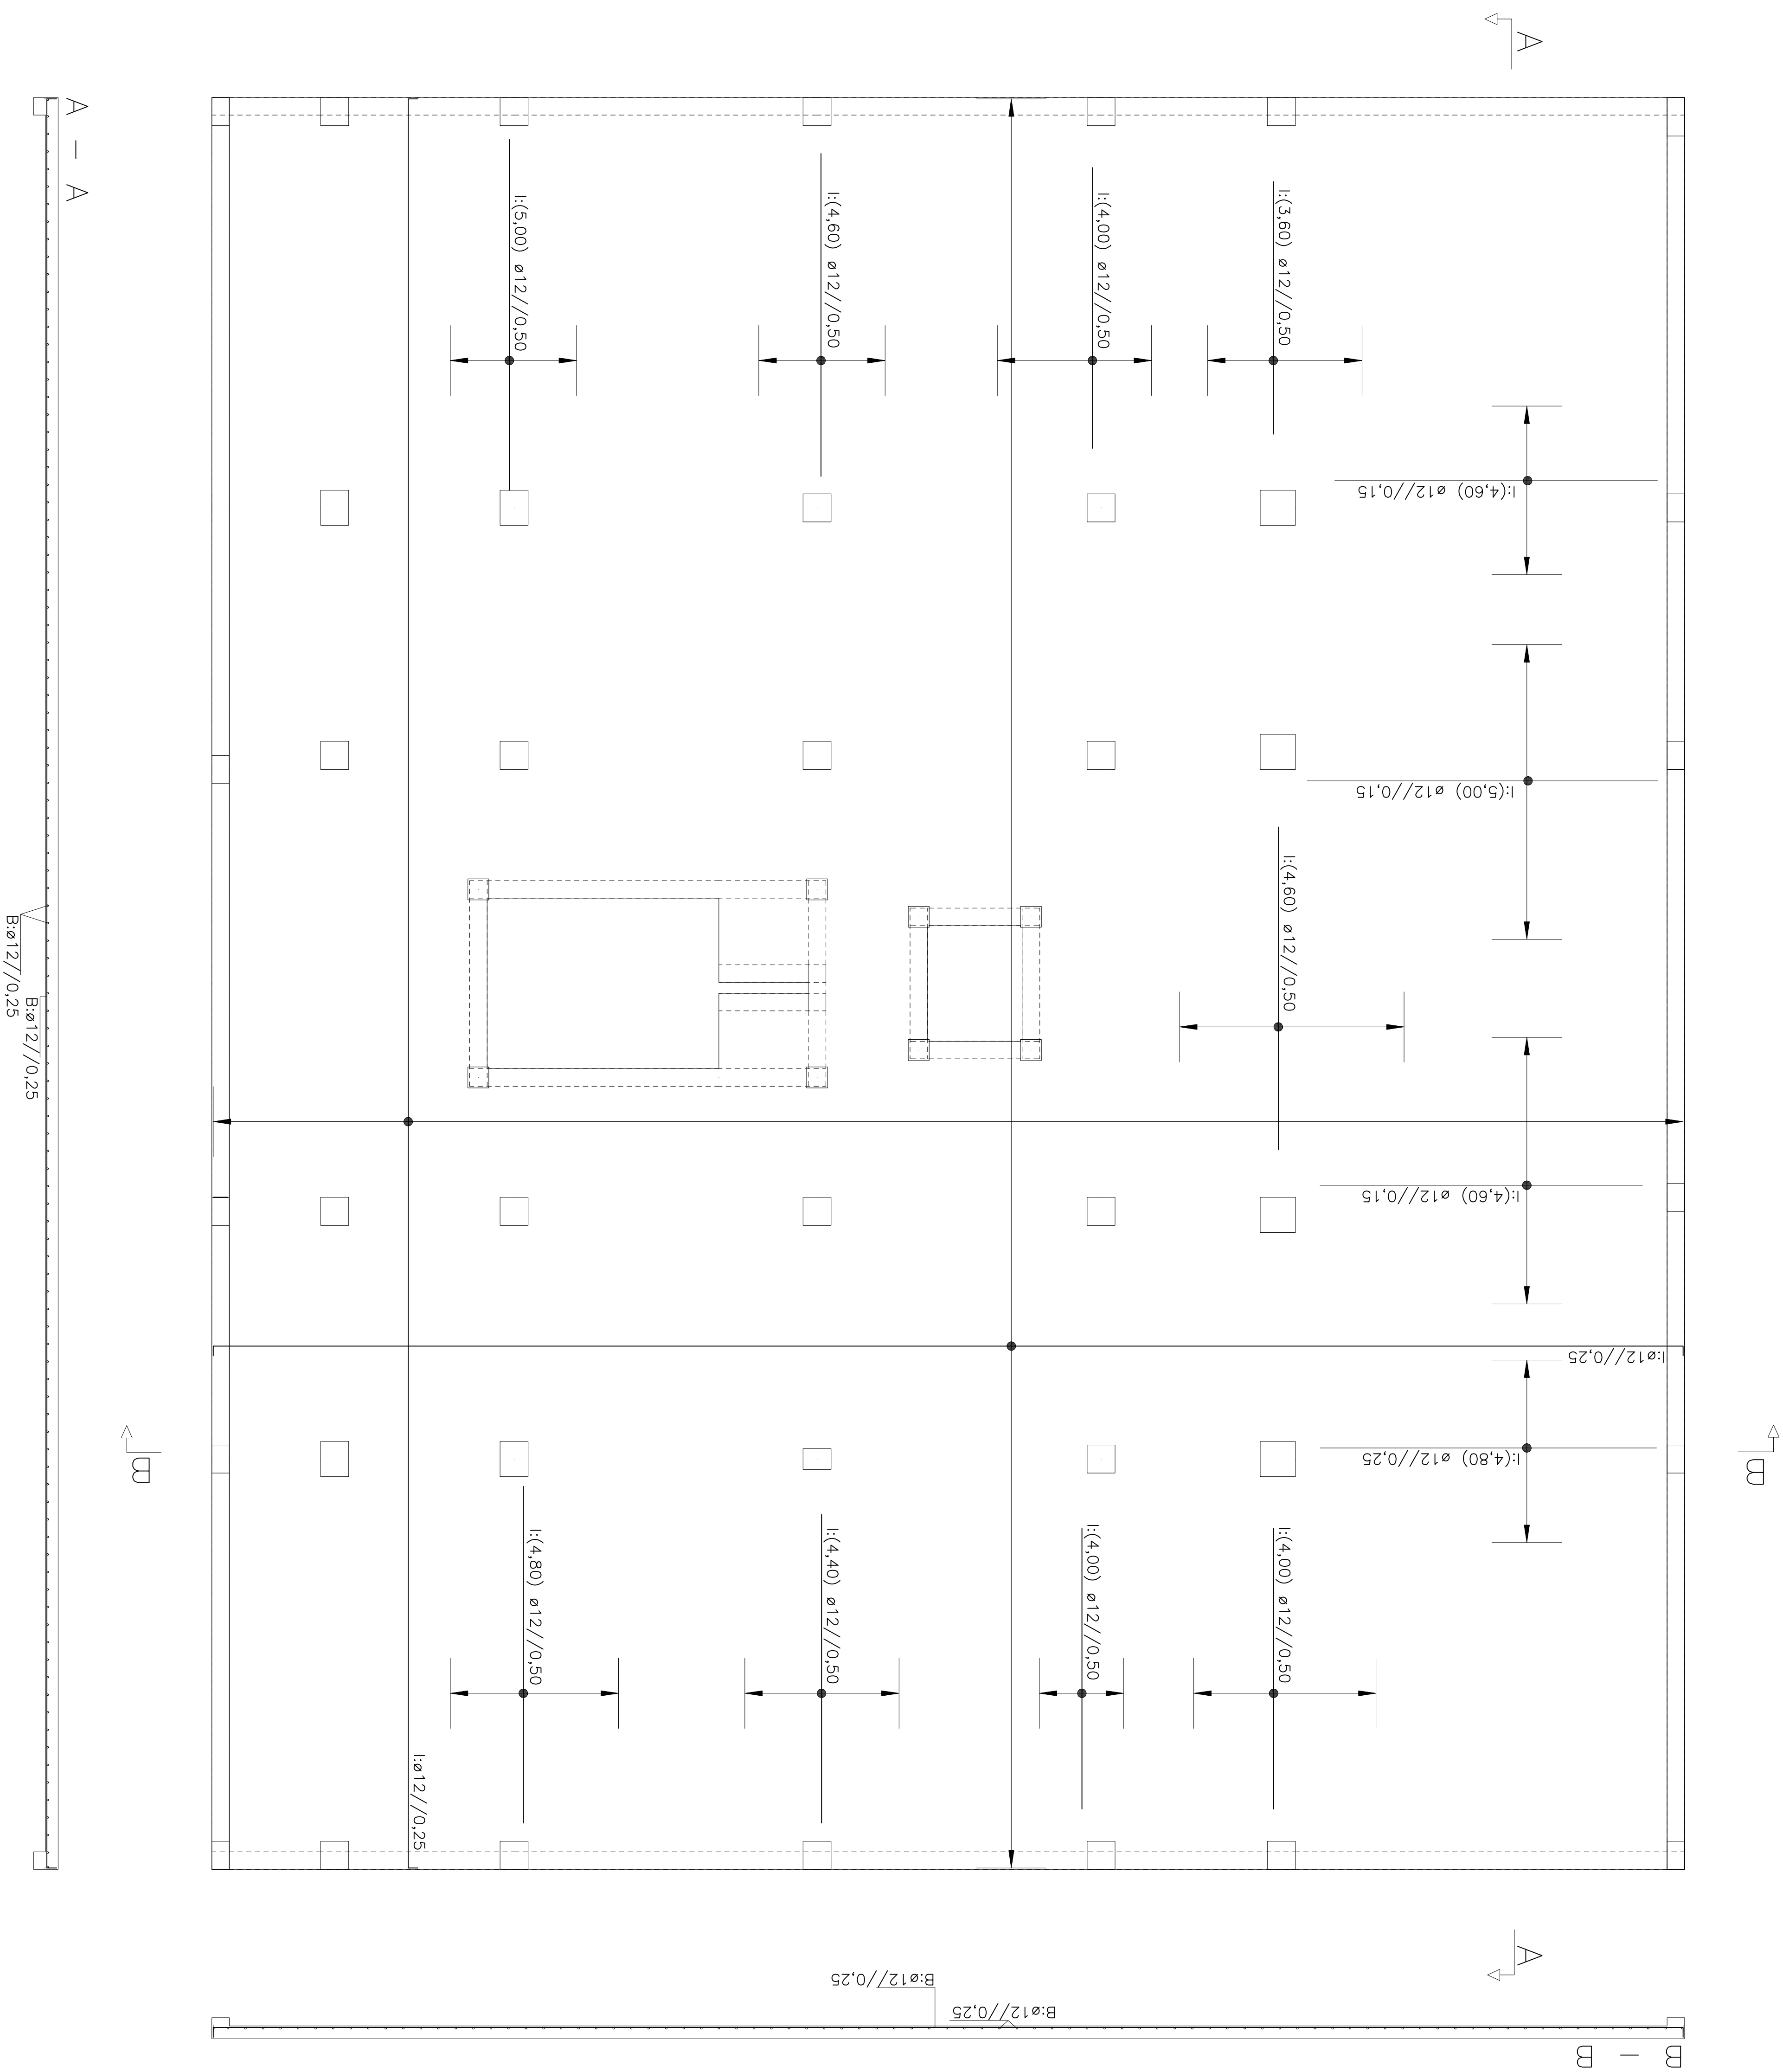 A
A – A
I:(5,00) ø12//0,50
I:(4,60) ø12//0,50
I:(4,00) ø12//0,50
I:(3,60) ø12//0,50
I:(4,60) ø12//0,15
I:(5,00) ø12//0,15
I:(4,60) ø12//0,50
B:ø12//0,25
B:ø12//0,25
I:(4,60) ø12//0,15
I:ø12//0,25
I:(4,80) ø12//0,25
B
B
I:(4,80) ø12//0,50
I:(4,40) ø12//0,50
I:(4,00) ø12//0,50
I:(4,00) ø12//0,50
I:ø12//0,25
A
B:ø12//0,25
B:ø12//0,25
B – B